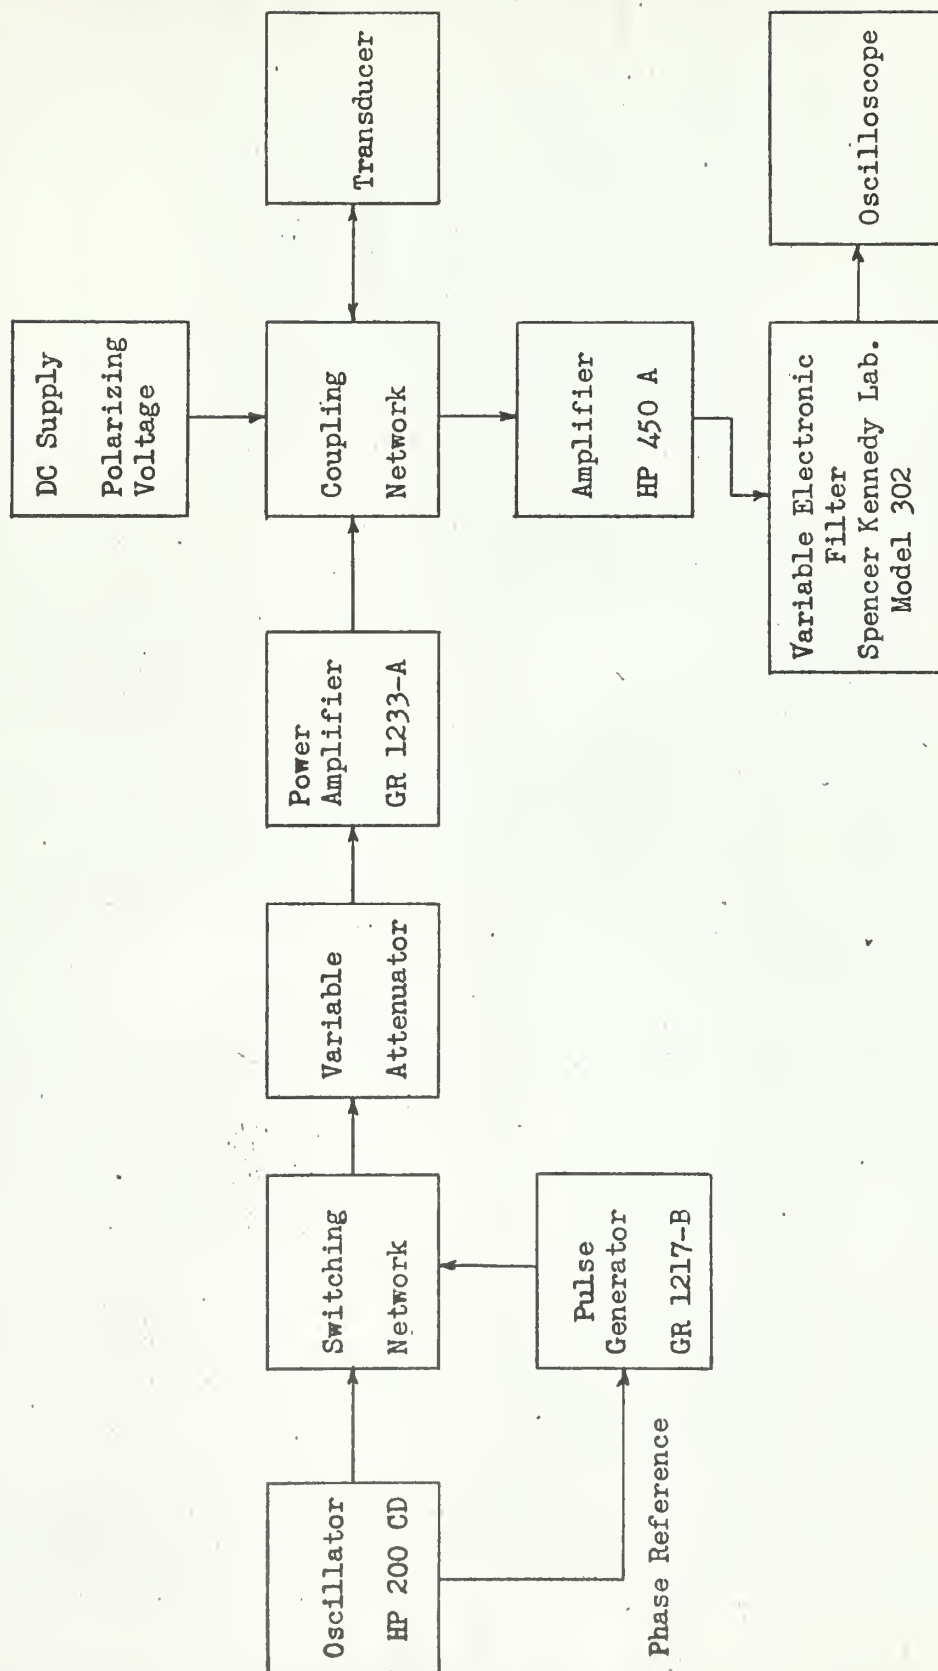 Oscillator
HP 200 CD
Phase Reference
Switching
Network
Pulse
Generator
GR 1217-B
Variable
Attenuator
Power
Amplifier
GR 1233-A
DC Supply
Polarizing
Voltage
Coupling
Network
Transducer
Amplifier
HP 450 A
Variable Electronic
Filter
Spencer Kennedy Lab.
Model 302
Oscilloscope